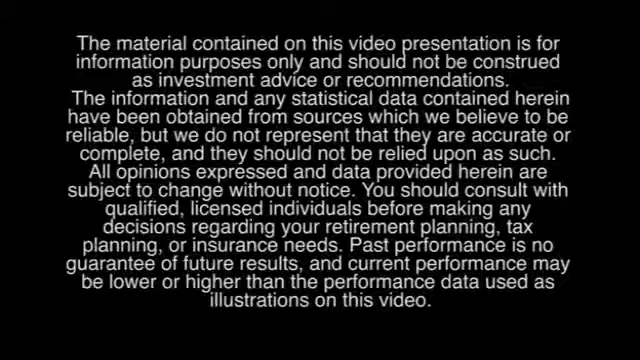 The material contained on this video presentation is for
information purposes only and should not be construed
as investment advice or recommendations.
The information and any statistical data contained herein
have been obtained from sources which we believe to be
reliable, but we do not represent that they are accurate or
complete, and they should not be relied upon as such.
All opinions expressed and data provided herein are
subject to change without notice. You should consult with
qualified, licensed individuals before making any
decisions regarding your retirement planning, tax
planning, or insurance needs. Past performance is no
guarantee of future results, and current performance may
be lower or higher than the performance data used as
illustrations on this video.